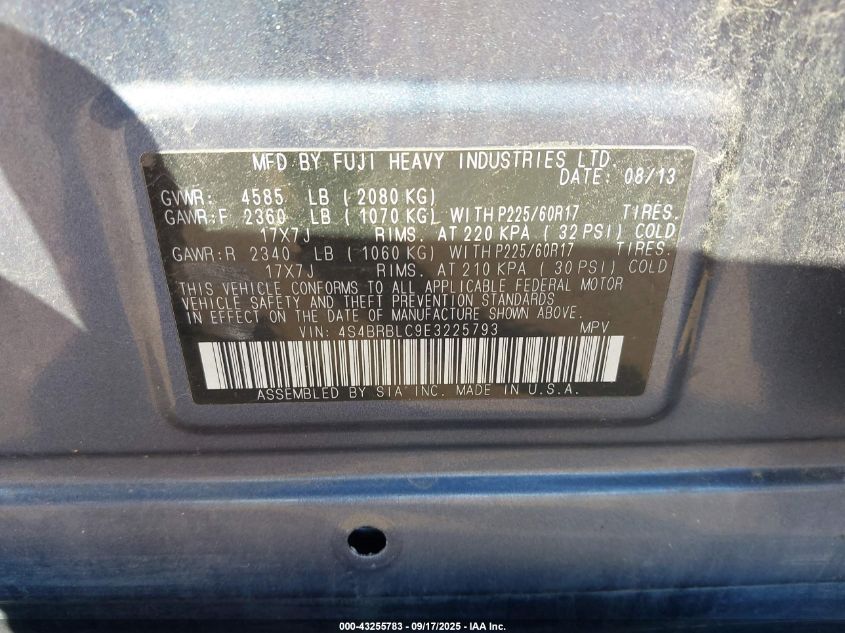 MFD BY FUJI HEAVY INDUSTRIES LTD.
DATE: 08/13
GVWR: 4585 LB ( 2080 KG)
GAWR:F 2360 LB ( 1070 KG) WITH P225/60R17 TIRES.
17X7J RIMS. AT 220 KPA ( 32 PSI) COLD
GAWR:R 2340 LB ( 1060 KG) WITH P225/60R17 TIRES.
17X7J RIMS. AT 210 KPA ( 30 PSI) COLD
THIS VEHICLE CONFORMS TO ALL APPLICABLE FEDERAL MOTOR
VEHICLE SAFETY AND THEFT PREVENTION STANDARDS
IN EFFECT ON THE DATE OF MANUFACTURE SHOWN ABOVE.
VIN: 4S4BRBLC9E3225793 MPV
ASSEMBLED BY SIA INC. MADE IN U.S.A.
000-43255783 - 09/17/2025 - IAA Inc.